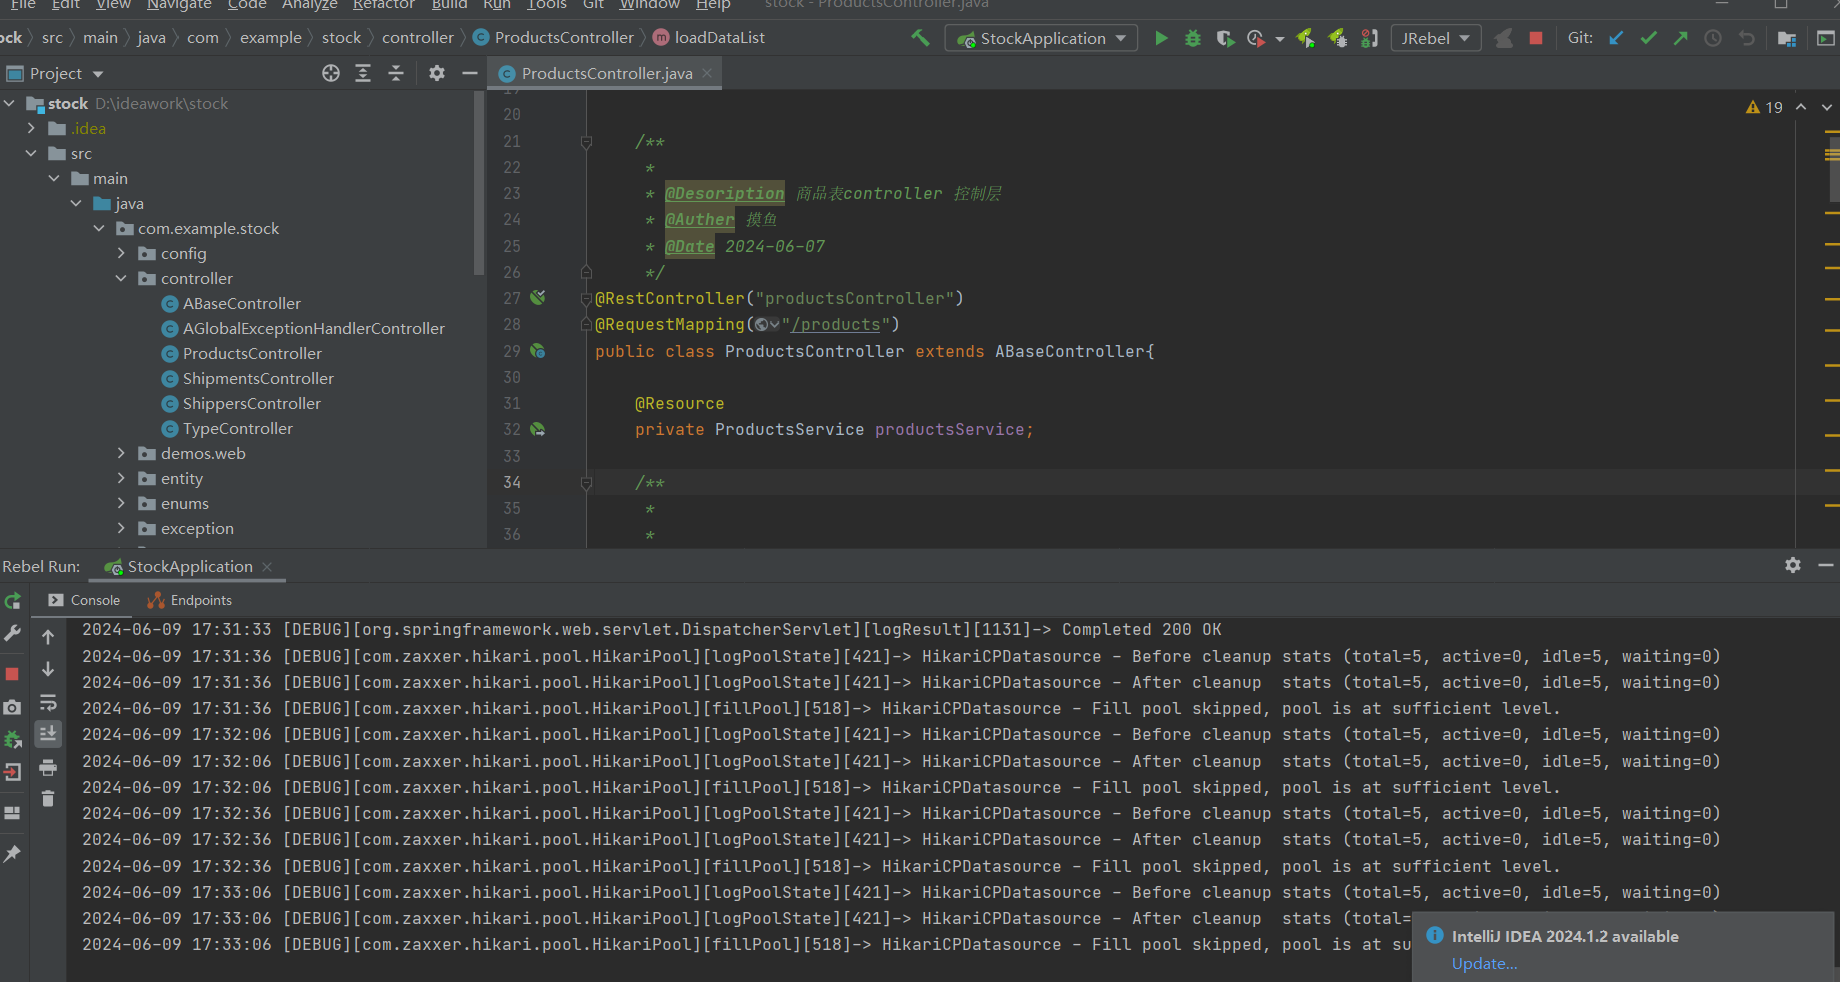 File Edit View Navigate Code Analyze Refactor Build Run Tools Git Window Help stock - ProductsController.java
ock src main java com example stock controller ProductsController loadDataList StockApplication JRebel Git:
Project
ProductsController.java
stock D:\ideawork\stock
.idea
src
main
java
com.example.stock
config
controller
ABaseController
AGlobalExceptionHandlerController
ProductsController
ShipmentsController
ShippersController
TypeController
demos.web
entity
enums
exception
19
19
20
21 /**
22 *
23 * @Desoription 商品表controller 控制层
24 * @Auther 摸鱼
25 * @Date 2024-06-07
26 */
27 @RestController("productsController")
28 @RequestMapping("/products")
29 public class ProductsController extends ABaseController{
30
31 @Resource
32 private ProductsService productsService;
33
34 /**
35 *
36 *
Rebel Run: StockApplication
Console Endpoints
2024-06-09 17:31:33 [DEBUG][org.springframework.web.servlet.DispatcherServlet][logResult][1131]-> Completed 200 OK
2024-06-09 17:31:36 [DEBUG][com.zaxxer.hikari.pool.HikariPool][logPoolState][421]-> HikariCPDatasource - Before cleanup stats (total=5, active=0, idle=5, waiting=0)
2024-06-09 17:31:36 [DEBUG][com.zaxxer.hikari.pool.HikariPool][logPoolState][421]-> HikariCPDatasource - After cleanup  stats (total=5, active=0, idle=5, waiting=0)
2024-06-09 17:31:36 [DEBUG][com.zaxxer.hikari.pool.HikariPool][fillPool][518]-> HikariCPDatasource - Fill pool skipped, pool is at sufficient level.
2024-06-09 17:32:06 [DEBUG][com.zaxxer.hikari.pool.HikariPool][logPoolState][421]-> HikariCPDatasource - Before cleanup stats (total=5, active=0, idle=5, waiting=0)
2024-06-09 17:32:06 [DEBUG][com.zaxxer.hikari.pool.HikariPool][logPoolState][421]-> HikariCPDatasource - After cleanup  stats (total=5, active=0, idle=5, waiting=0)
2024-06-09 17:32:06 [DEBUG][com.zaxxer.hikari.pool.HikariPool][fillPool][518]-> HikariCPDatasource - Fill pool skipped, pool is at sufficient level.
2024-06-09 17:32:36 [DEBUG][com.zaxxer.hikari.pool.HikariPool][logPoolState][421]-> HikariCPDatasource - Before cleanup stats (total=5, active=0, idle=5, waiting=0)
2024-06-09 17:32:36 [DEBUG][com.zaxxer.hikari.pool.HikariPool][logPoolState][421]-> HikariCPDatasource - After cleanup  stats (total=5, active=0, idle=5, waiting=0)
2024-06-09 17:32:36 [DEBUG][com.zaxxer.hikari.pool.HikariPool][fillPool][518]-> HikariCPDatasource - Fill pool skipped, pool is at sufficient level.
2024-06-09 17:33:06 [DEBUG][com.zaxxer.hikari.pool.HikariPool][logPoolState][421]-> HikariCPDatasource - Before cleanup stats (total=5, active=0, idle=5, waiting=0)
2024-06-09 17:33:06 [DEBUG][com.zaxxer.hikari.pool.HikariPool][logPoolState][421]-> HikariCPDatasource - After cleanup  stats (total=
2024-06-09 17:33:06 [DEBUG][com.zaxxer.hikari.pool.HikariPool][fillPool][518]-> HikariCPDatasource - Fill pool skipped, pool is at su
IntelliJ IDEA 2024.1.2 available
Update...